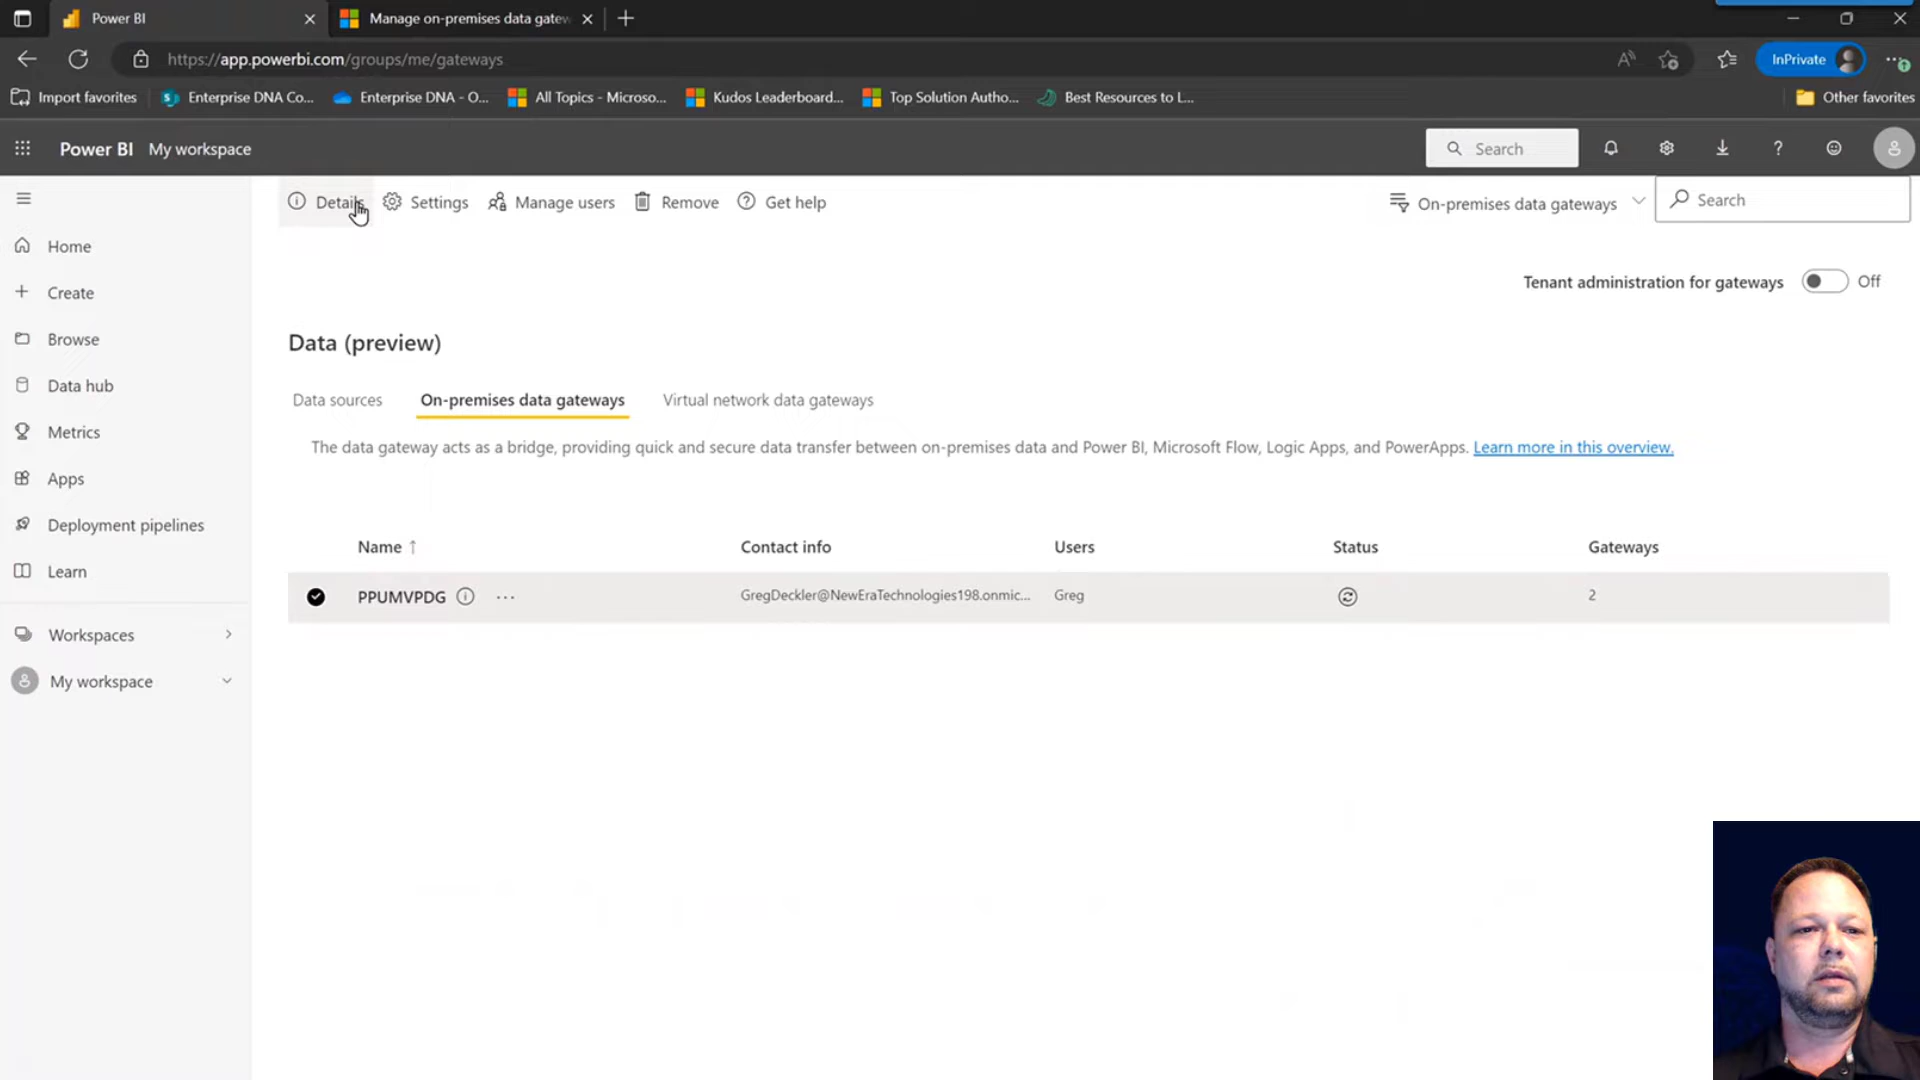 Power BI
Manage on-premises data gatew
https://app.powerbi.com/groups/me/gateways
InPrivate
Import favorites
Enterprise DNA Co...
Enterprise DNA - O...
All Topics - Microso...
Kudos Leaderboard...
Top Solution Autho...
Best Resources to L...
Other favorites
Power BI My workspace
Search
Details
Settings
Manage users
Remove
Get help
On-premises data gateways
Search
Home
Create
Browse
Data hub
Metrics
Apps
Deployment pipelines
Learn
Workspaces
My workspace
Tenant administration for gateways
Off
Data (preview)
Data sources
On-premises data gateways
Virtual network data gateways
The data gateway acts as a bridge, providing quick and secure data transfer between on-premises data and Power BI, Microsoft Flow, Logic Apps, and PowerApps. Learn more in this overview.
Name ↑ Contact info Users Status Gateways
PPUMVPDG ... GregDeckler@NewEraTechnologies198.onmic... Greg 2